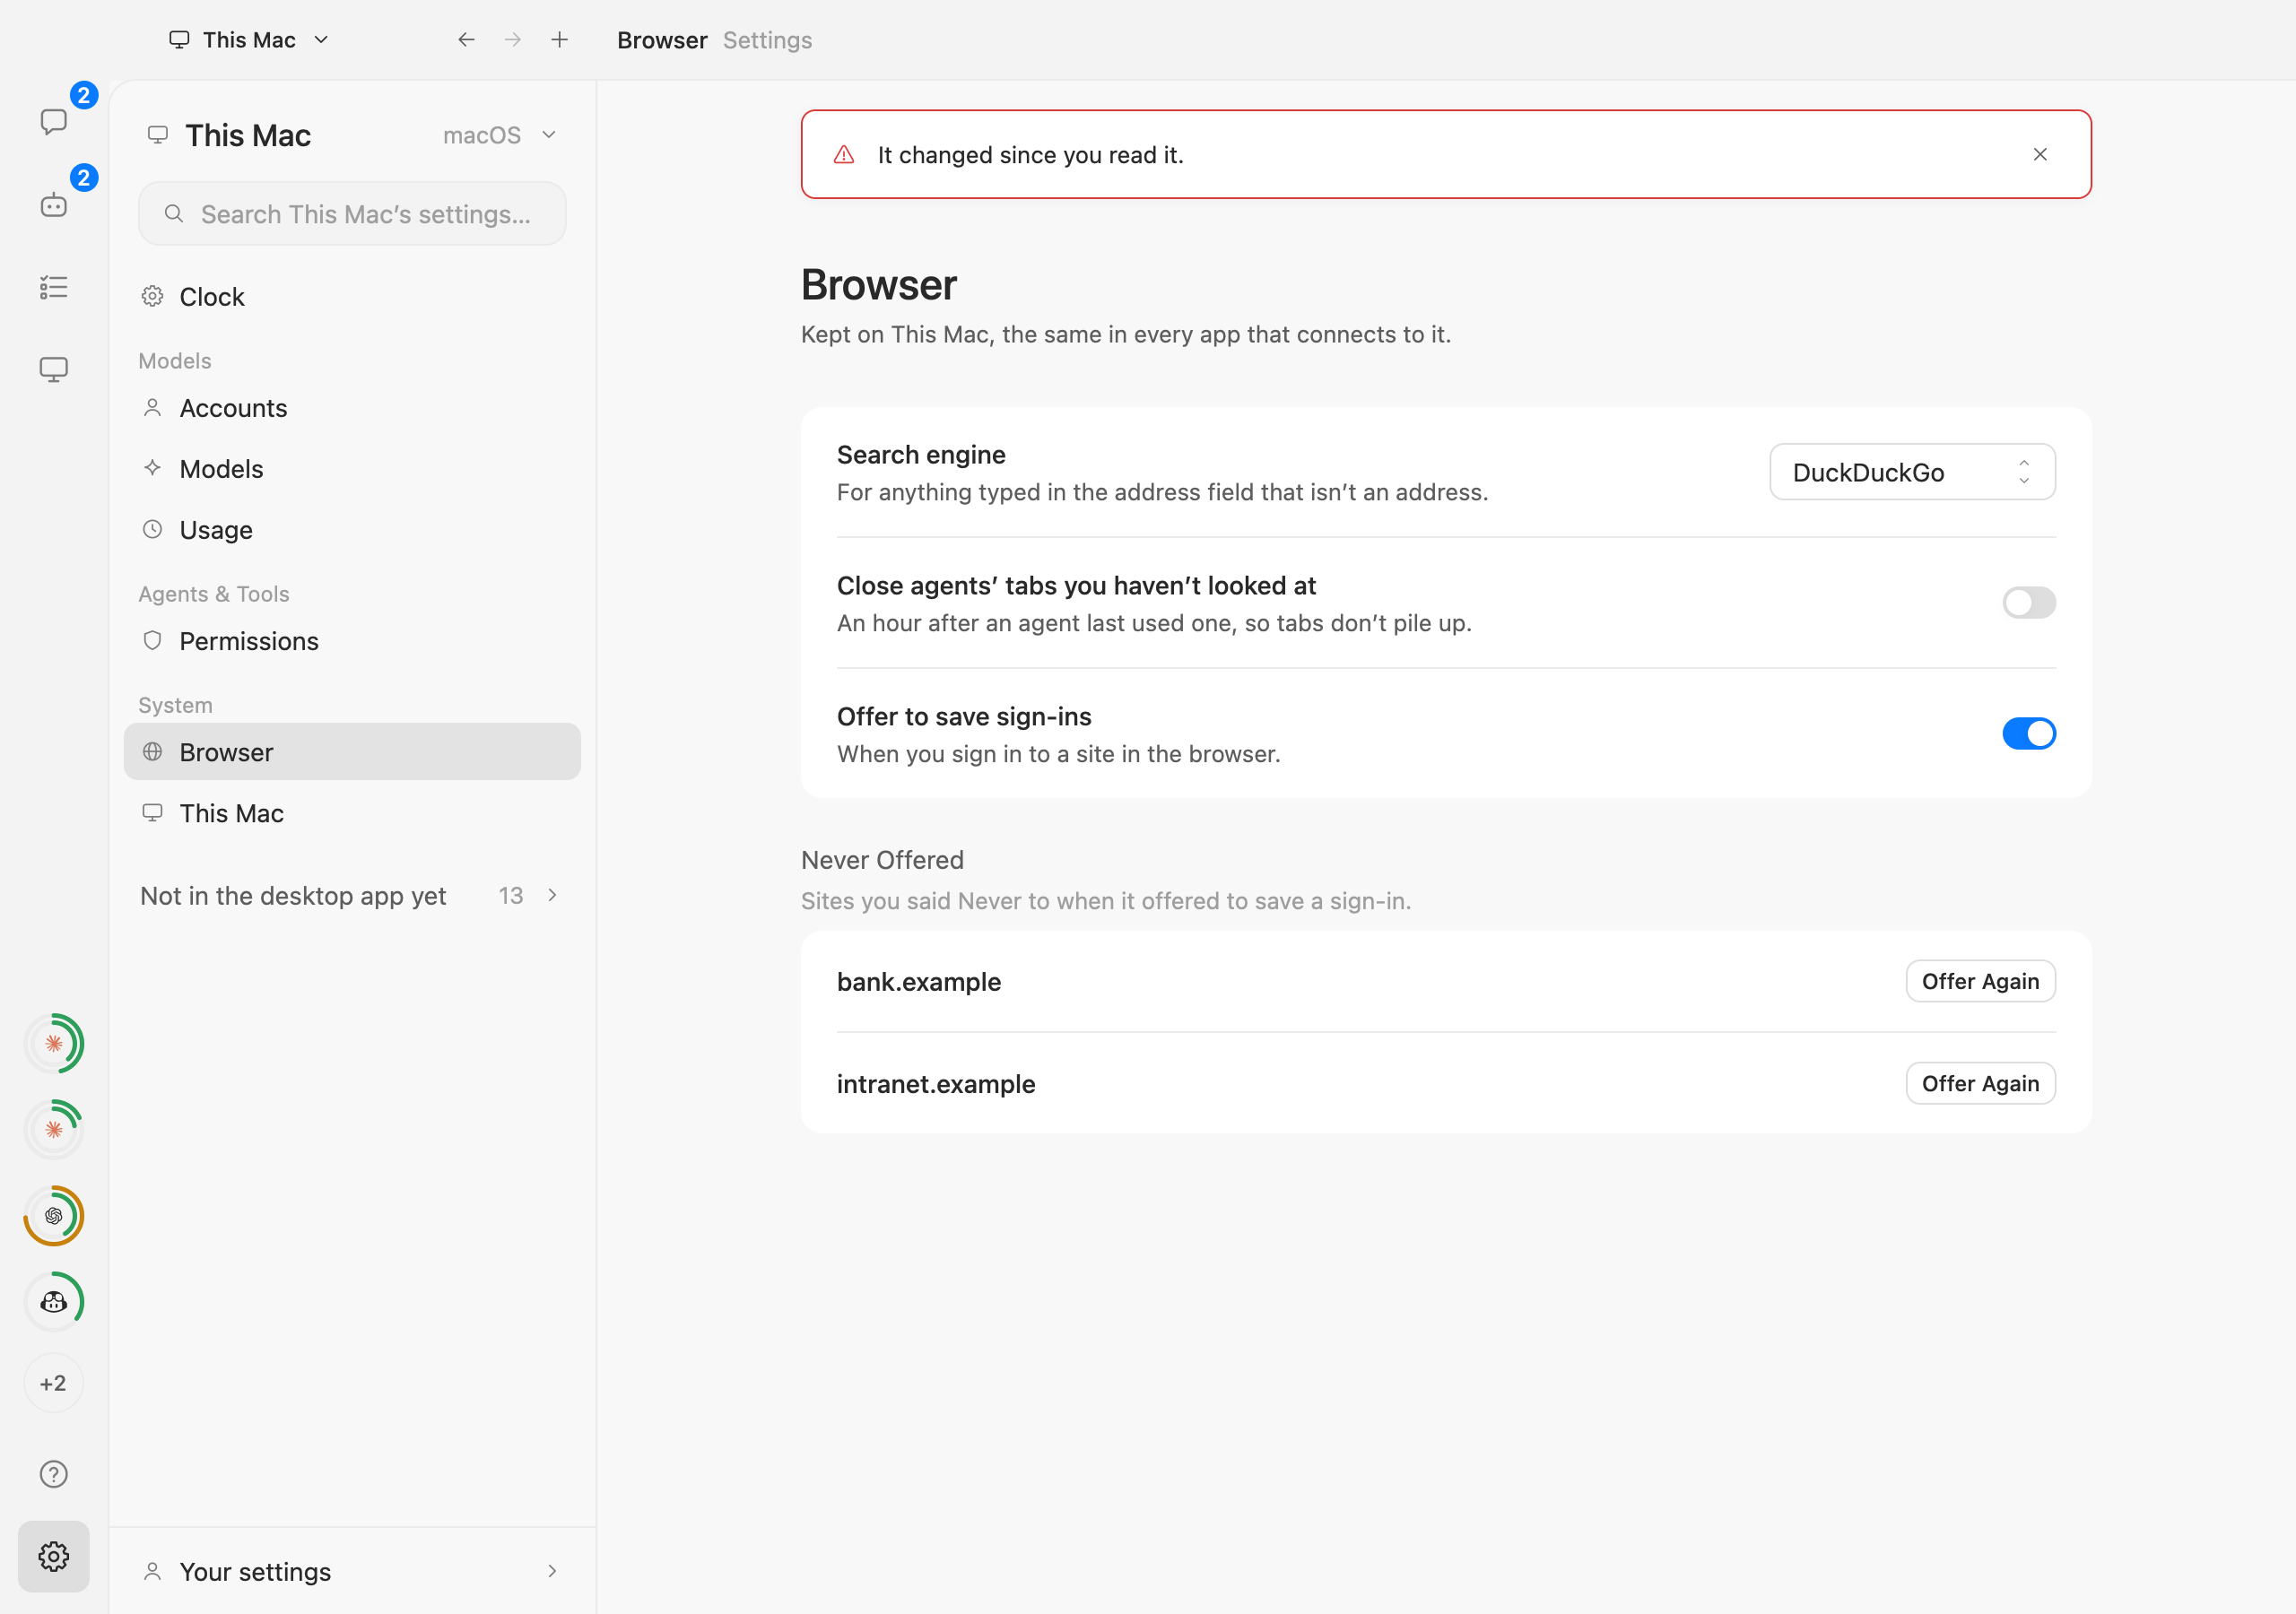 This Mac
Browser Settings
2
2
This Mac
macOS
Search This Mac’s settings...
Clock
Models
Accounts
Models
Usage
Agents & Tools
Permissions
System
Browser
This Mac
Not in the desktop app yet
13
+2
Your settings
It changed since you read it.
Browser
Kept on This Mac, the same in every app that connects to it.
Search engine
For anything typed in the address field that isn’t an address.
DuckDuckGo
Close agents’ tabs you haven’t looked at
An hour after an agent last used one, so tabs don’t pile up.
Offer to save sign-ins
When you sign in to a site in the browser.
Never Offered
Sites you said Never to when it offered to save a sign-in.
bank.example
Offer Again
intranet.example
Offer Again